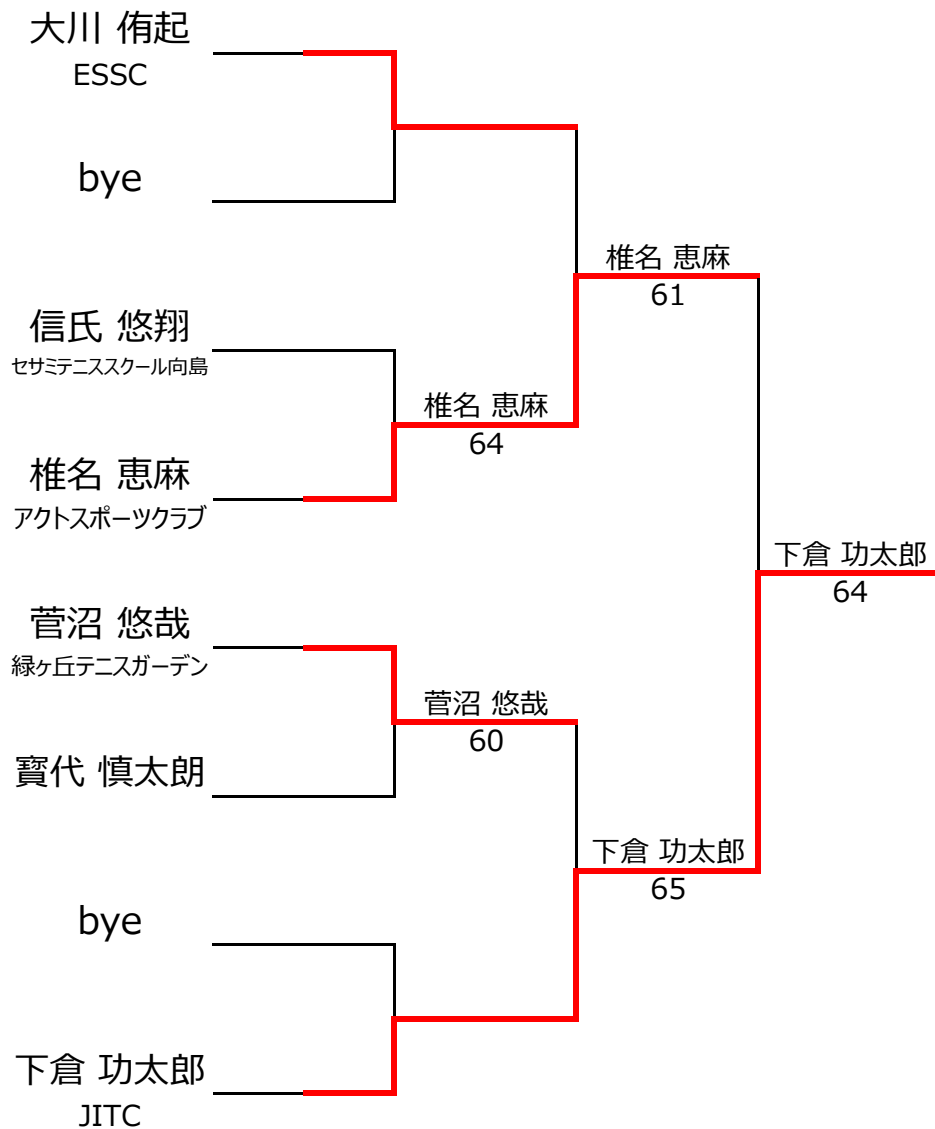 大川 侑起
ESSC
bye
信氏 悠翔
セサミテニススクール向島
椎名 恵麻
アクトスポーツクラブ
菅沼 悠哉
緑ヶ丘テニスガーデン
寳代 慎太朗
bye
下倉 功太郎
JITC
椎名 恵麻
64
菅沼 悠哉
60
椎名 恵麻
61
下倉 功太郎
65
下倉 功太郎
64